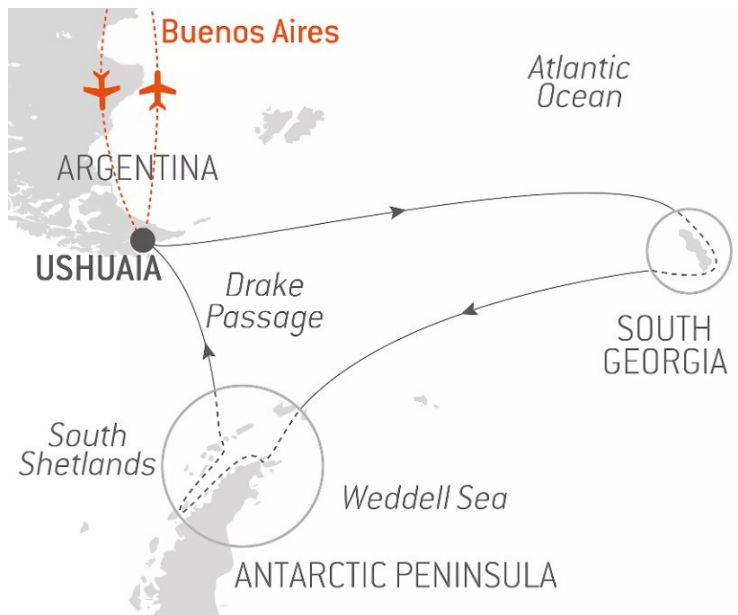 Buenos Aires
Atlantic
Ocean
ARGENTINA
USHUAIA
Drake
Passage
SOUTH
GEORGIA
South
Shetlands
Weddell Sea
ANTARCTIC PENINSULA